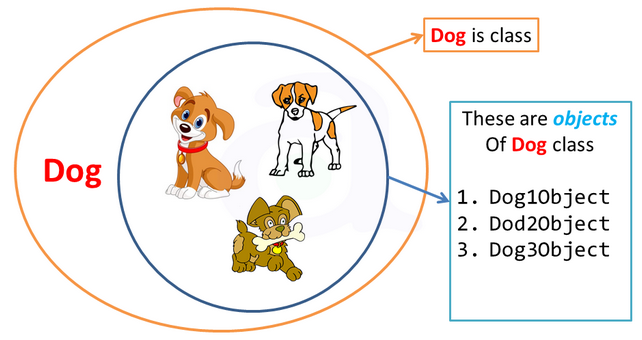 Dog is class
Dog
These are objects
Of Dog class
1. Dog1Object
2. Dod2Object
3. Dog3Object